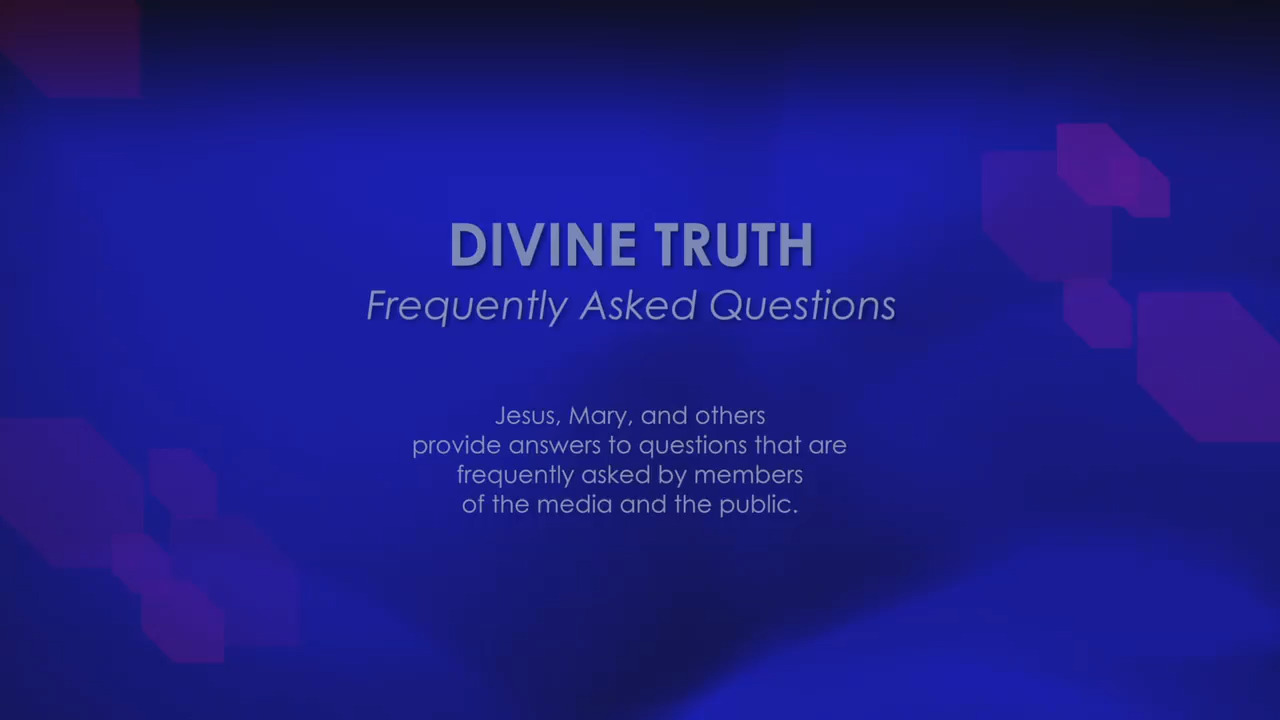 DIVINE TRUTH
Frequently Asked Questions
Jesus, Mary, and others
provide answers to questions that are
frequently asked by members
of the media and the public.